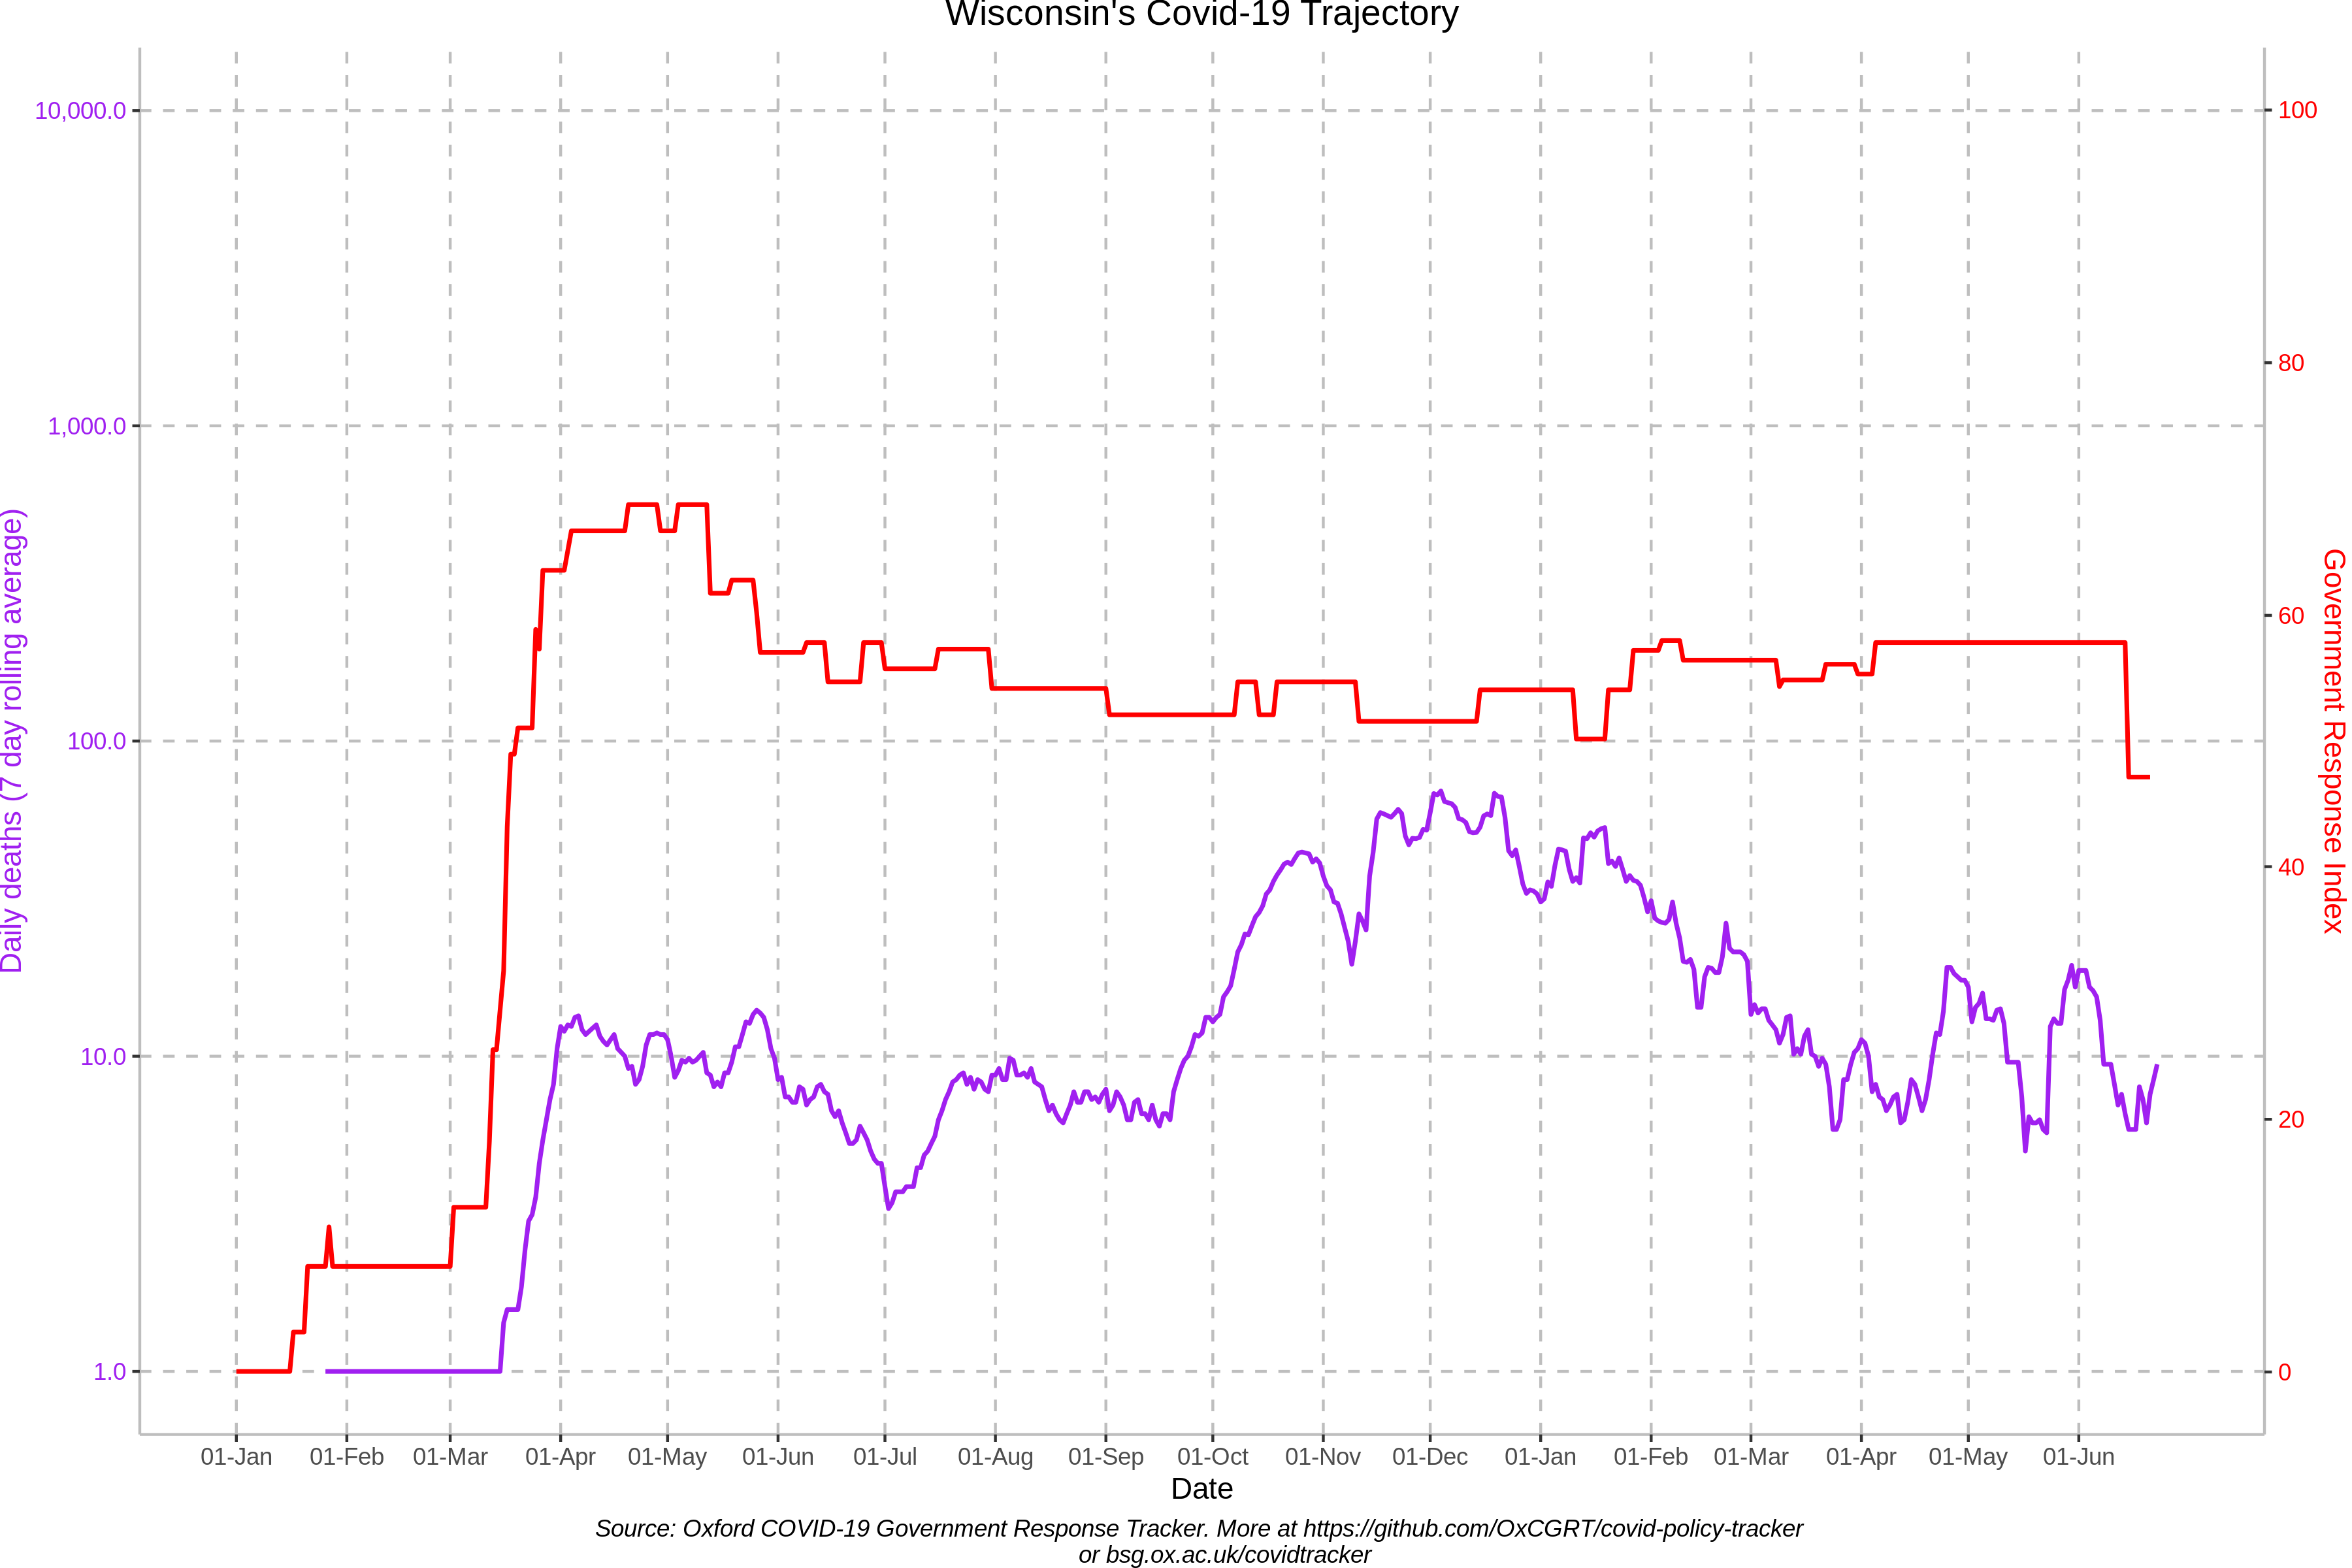 Wisconsin's Covid-19 Trajectory
Daily deaths (7 day rolling average)
10,000.0
1,000.0
100.0
10.0
1.0
100
80
60
40
20
0
Government Response Index
01-Jan
01-Feb
01-Mar
01-Apr
01-May
01-Jun
01-Jul
01-Aug
01-Sep
01-Oct
01-Nov
01-Dec
01-Jan
01-Feb
01-Mar
01-Apr
01-May
01-Jun
Date
Source: Oxford COVID-19 Government Response Tracker. More at https://github.com/OxCGRT/covid-policy-tracker
or bsg.ox.ac.uk/covidtracker